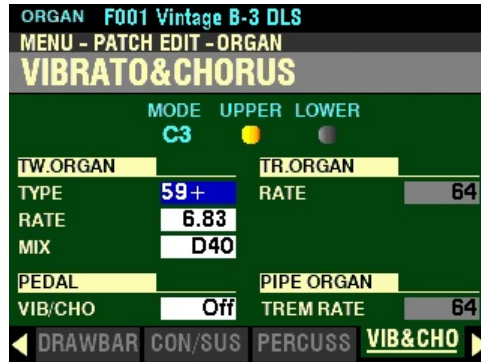 ORGAN F001 Vintage B-3 DLS
MENU - PATCH EDIT - ORGAN
VIBRATO&CHORUS
MODE UPPER LOWER
C3
TW.ORGAN TR.ORGAN
TYPE 59+ RATE 64
RATE 6.83
MIX D40
PEDAL PIPE ORGAN
VIB/CHO Off TREM RATE 64
DRAWBAR CON/SUS PERCUSS VIB&CHO